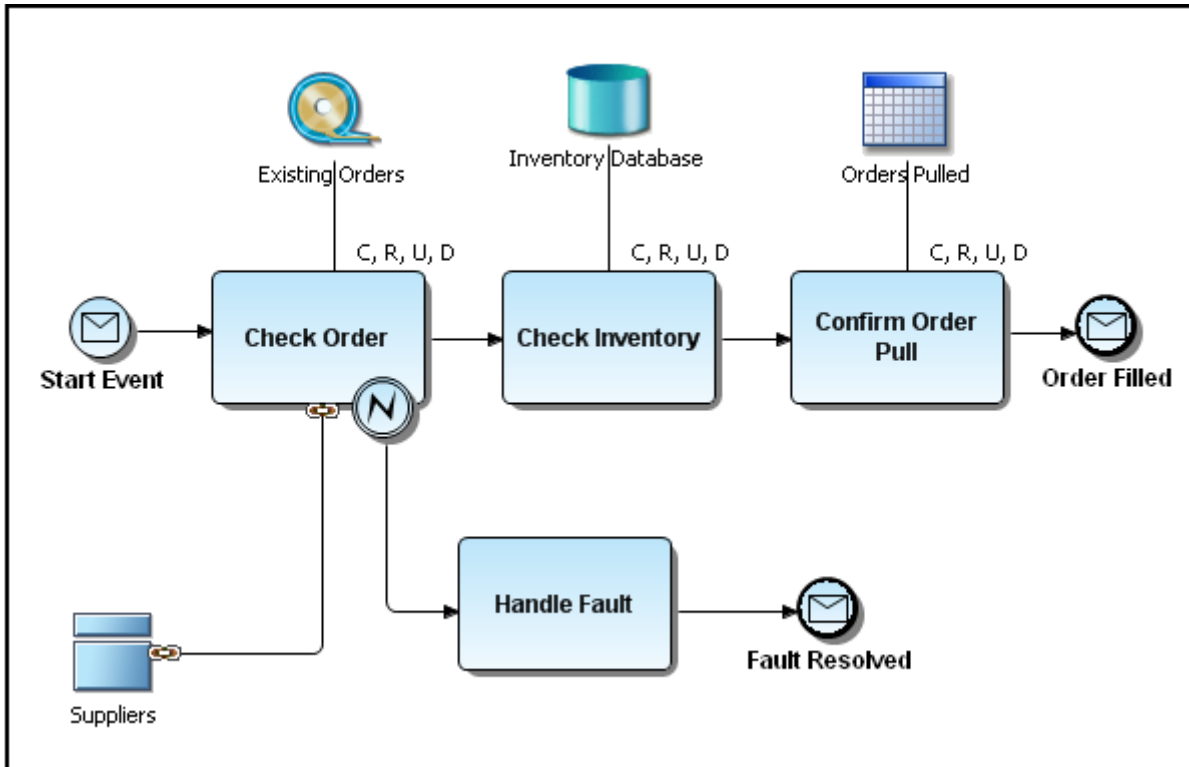 Existing Orders
Inventory Database
Orders Pulled
C, R, U, D
C, R, U, D
C, R, U, D
Start Event
Check Order
Check Inventory
Confirm Order
Pull
Order Filled
Handle Fault
Fault Resolved
Suppliers